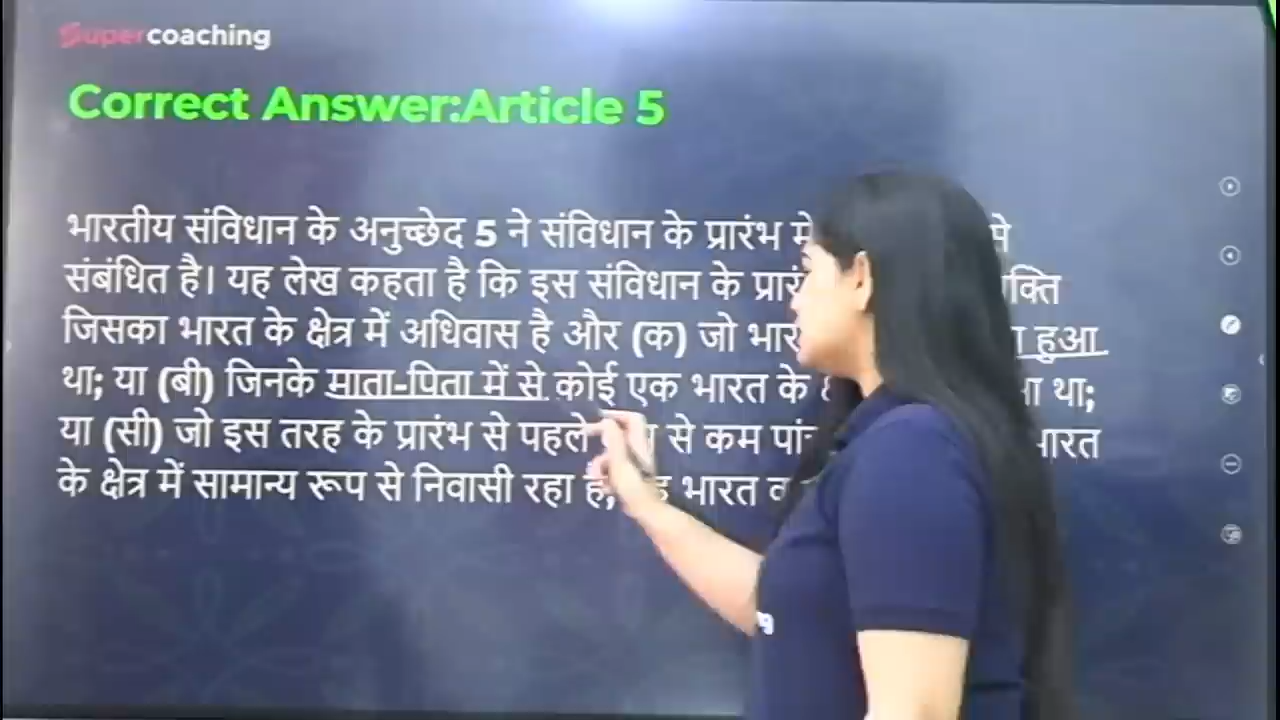 Supercoaching
Correct Answer:Article 5
भारतीय संविधान के अनुच्छेद 5 ने संविधान के प्रारंभ में से
संबंधित है। यह लेख कहता है कि इस संविधान के
जिसका भारत के क्षेत्र में अधिवास है और (क) जो हुआ
था; या (बी) जिनके माता-पिता में से कोई एक भारत के था;
या (सी) जो इस तरह के प्रारंभ से पहले से कम भारत
के क्षेत्र में सामान्य रूप से निवासी रहा है, भारत